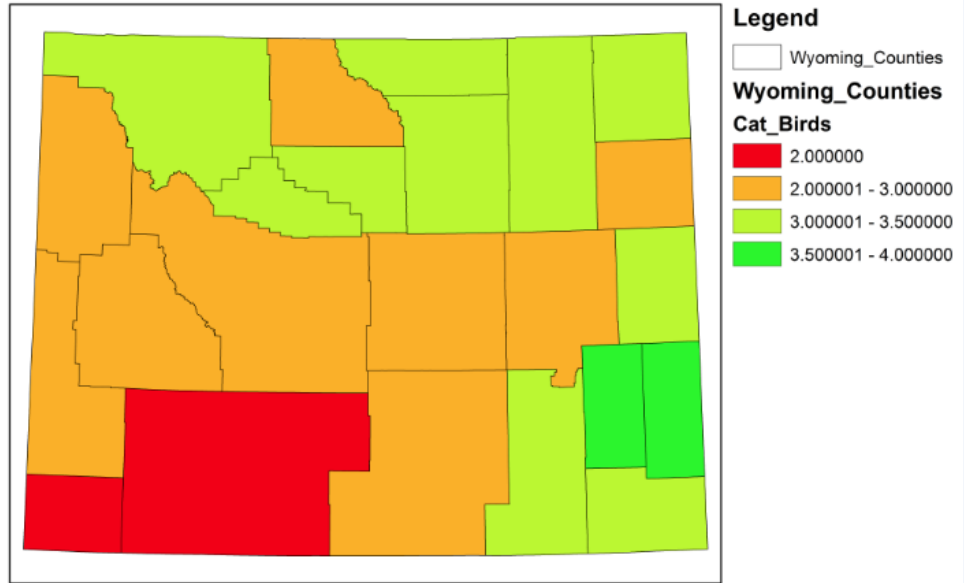 Legend
Wyoming_Counties
Wyoming_Counties
Cat_Birds
2.000000
2.000001 - 3.000000
3.000001 - 3.500000
3.500001 - 4.000000